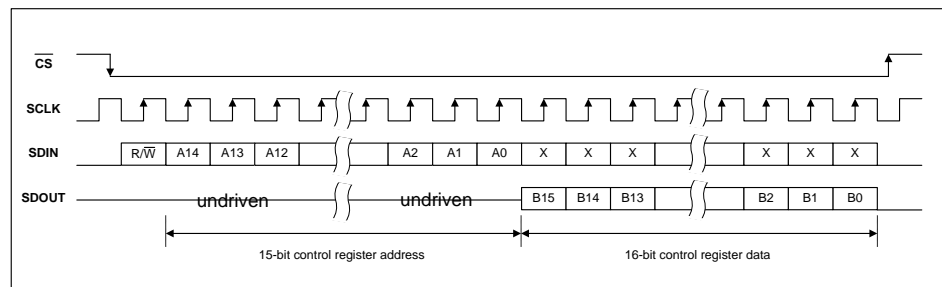 CS
SCLK
SDIN R/W A14 A13 A12 A2 A1 A0 X X X X X X
SDOUT undriven undriven B15 B14 B13 B2 B1 B0
15-bit control register address 16-bit control register data